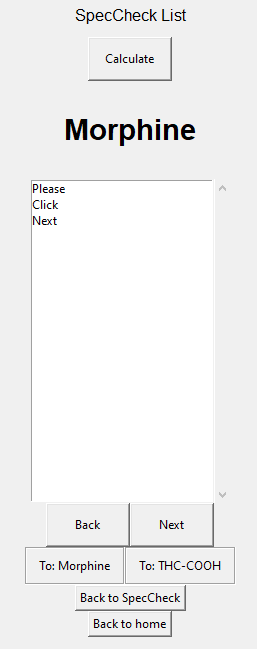 SpecCheck List
Calculate
Morphine
Please
Click
Next
Back Next
To: Morphine To: THC-COOH
Back to SpecCheck
Back to home